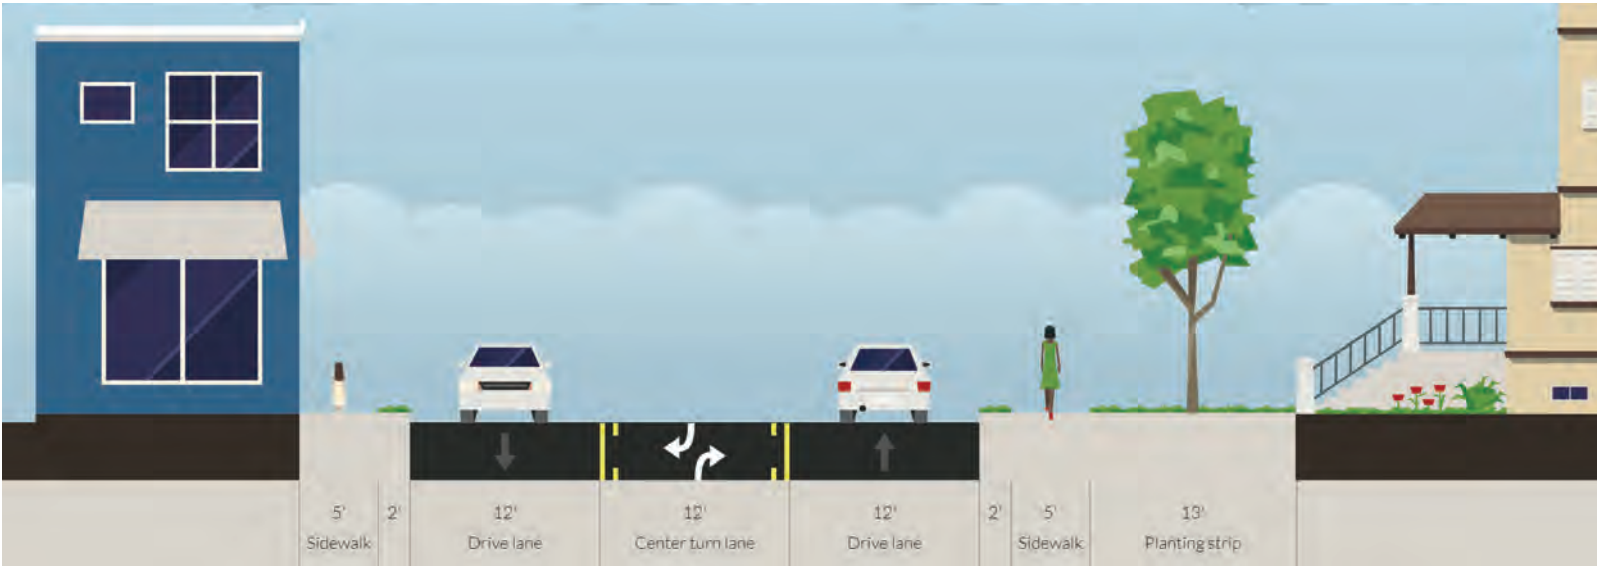 5' 2' 12' 12' 12' 2' 5' 13'
Sidewalk Drive lane Center turn lane Drive lane Sidewalk Planting strip